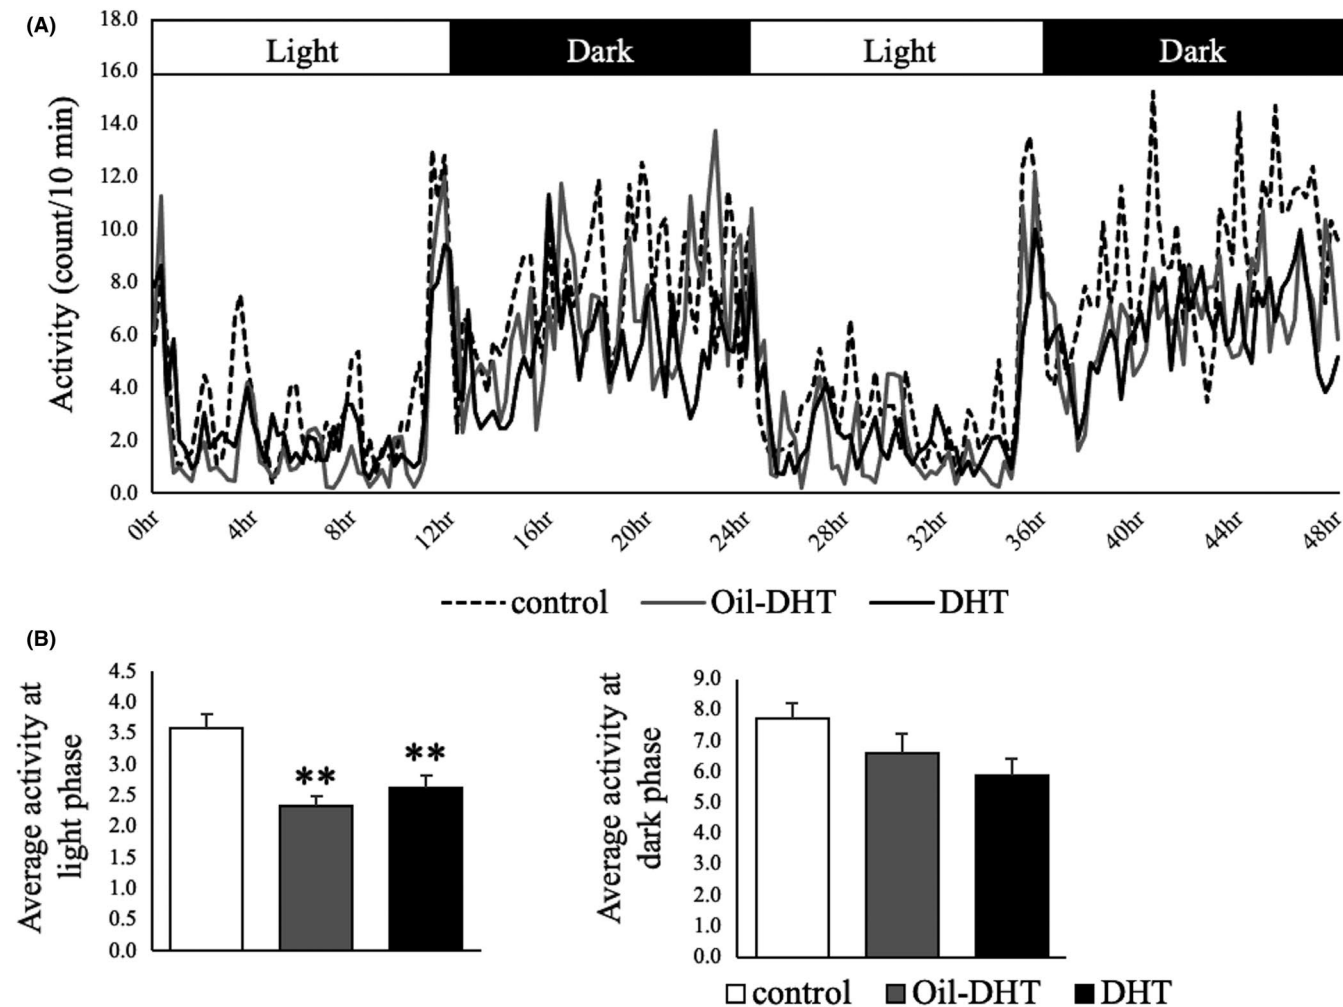 (A)
18.0
16.0
14.0
12.0
10.0
8.0
6.0
4.0
2.0
0.0
Activity (count/10 min)
Light Dark Light Dark
0hr 4hr 8hr 12hr 16hr 20hr 24hr 28hr 32hr 36hr 40hr 44hr 48hr
control Oil-DHT DHT
(B)
Average activity at
light phase
4.5
4.0
3.5
3.0
2.5
2.0
1.5
1.0
0.5
0.0
** **
Average activity at
dark phase
9.0
8.0
7.0
6.0
5.0
4.0
3.0
2.0
1.0
0.0
control Oil-DHT DHT